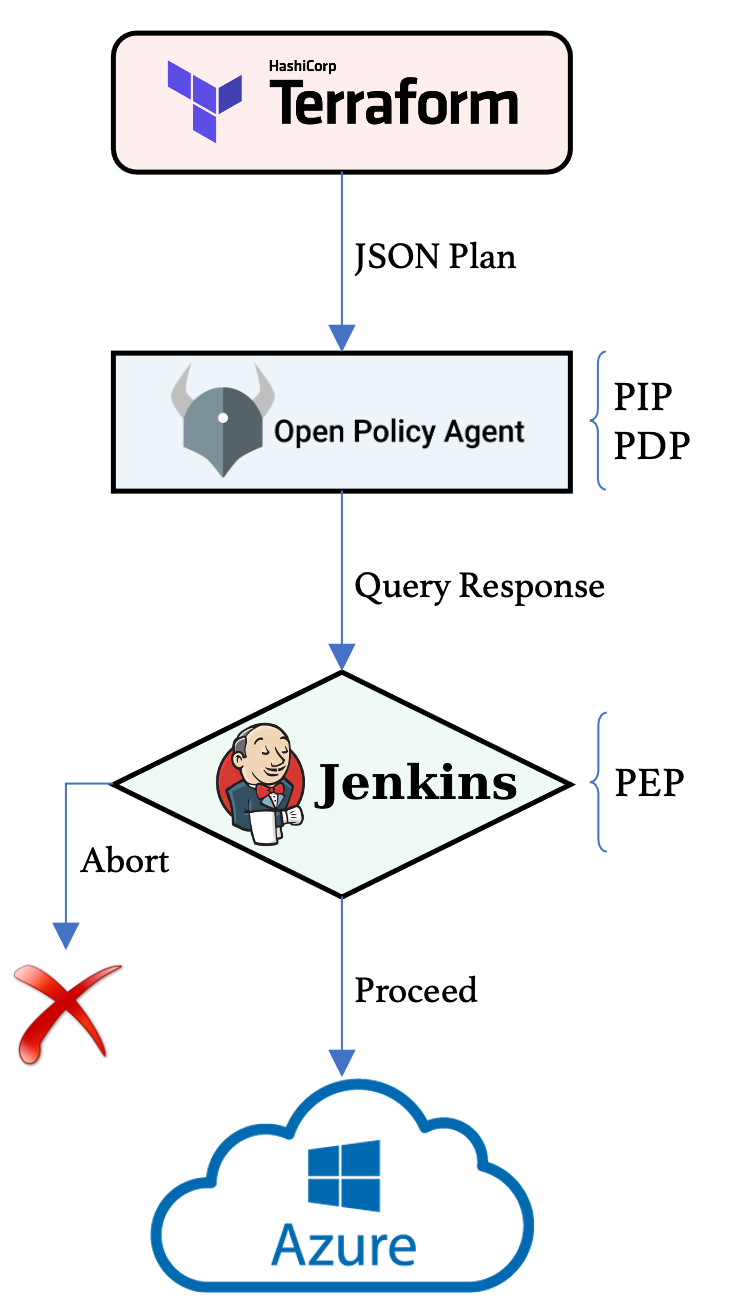 HashiCorp
Terraform
JSON Plan
Open Policy Agent
PIP
PDP
Query Response
Jenkins
PEP
Abort
Proceed
Azure